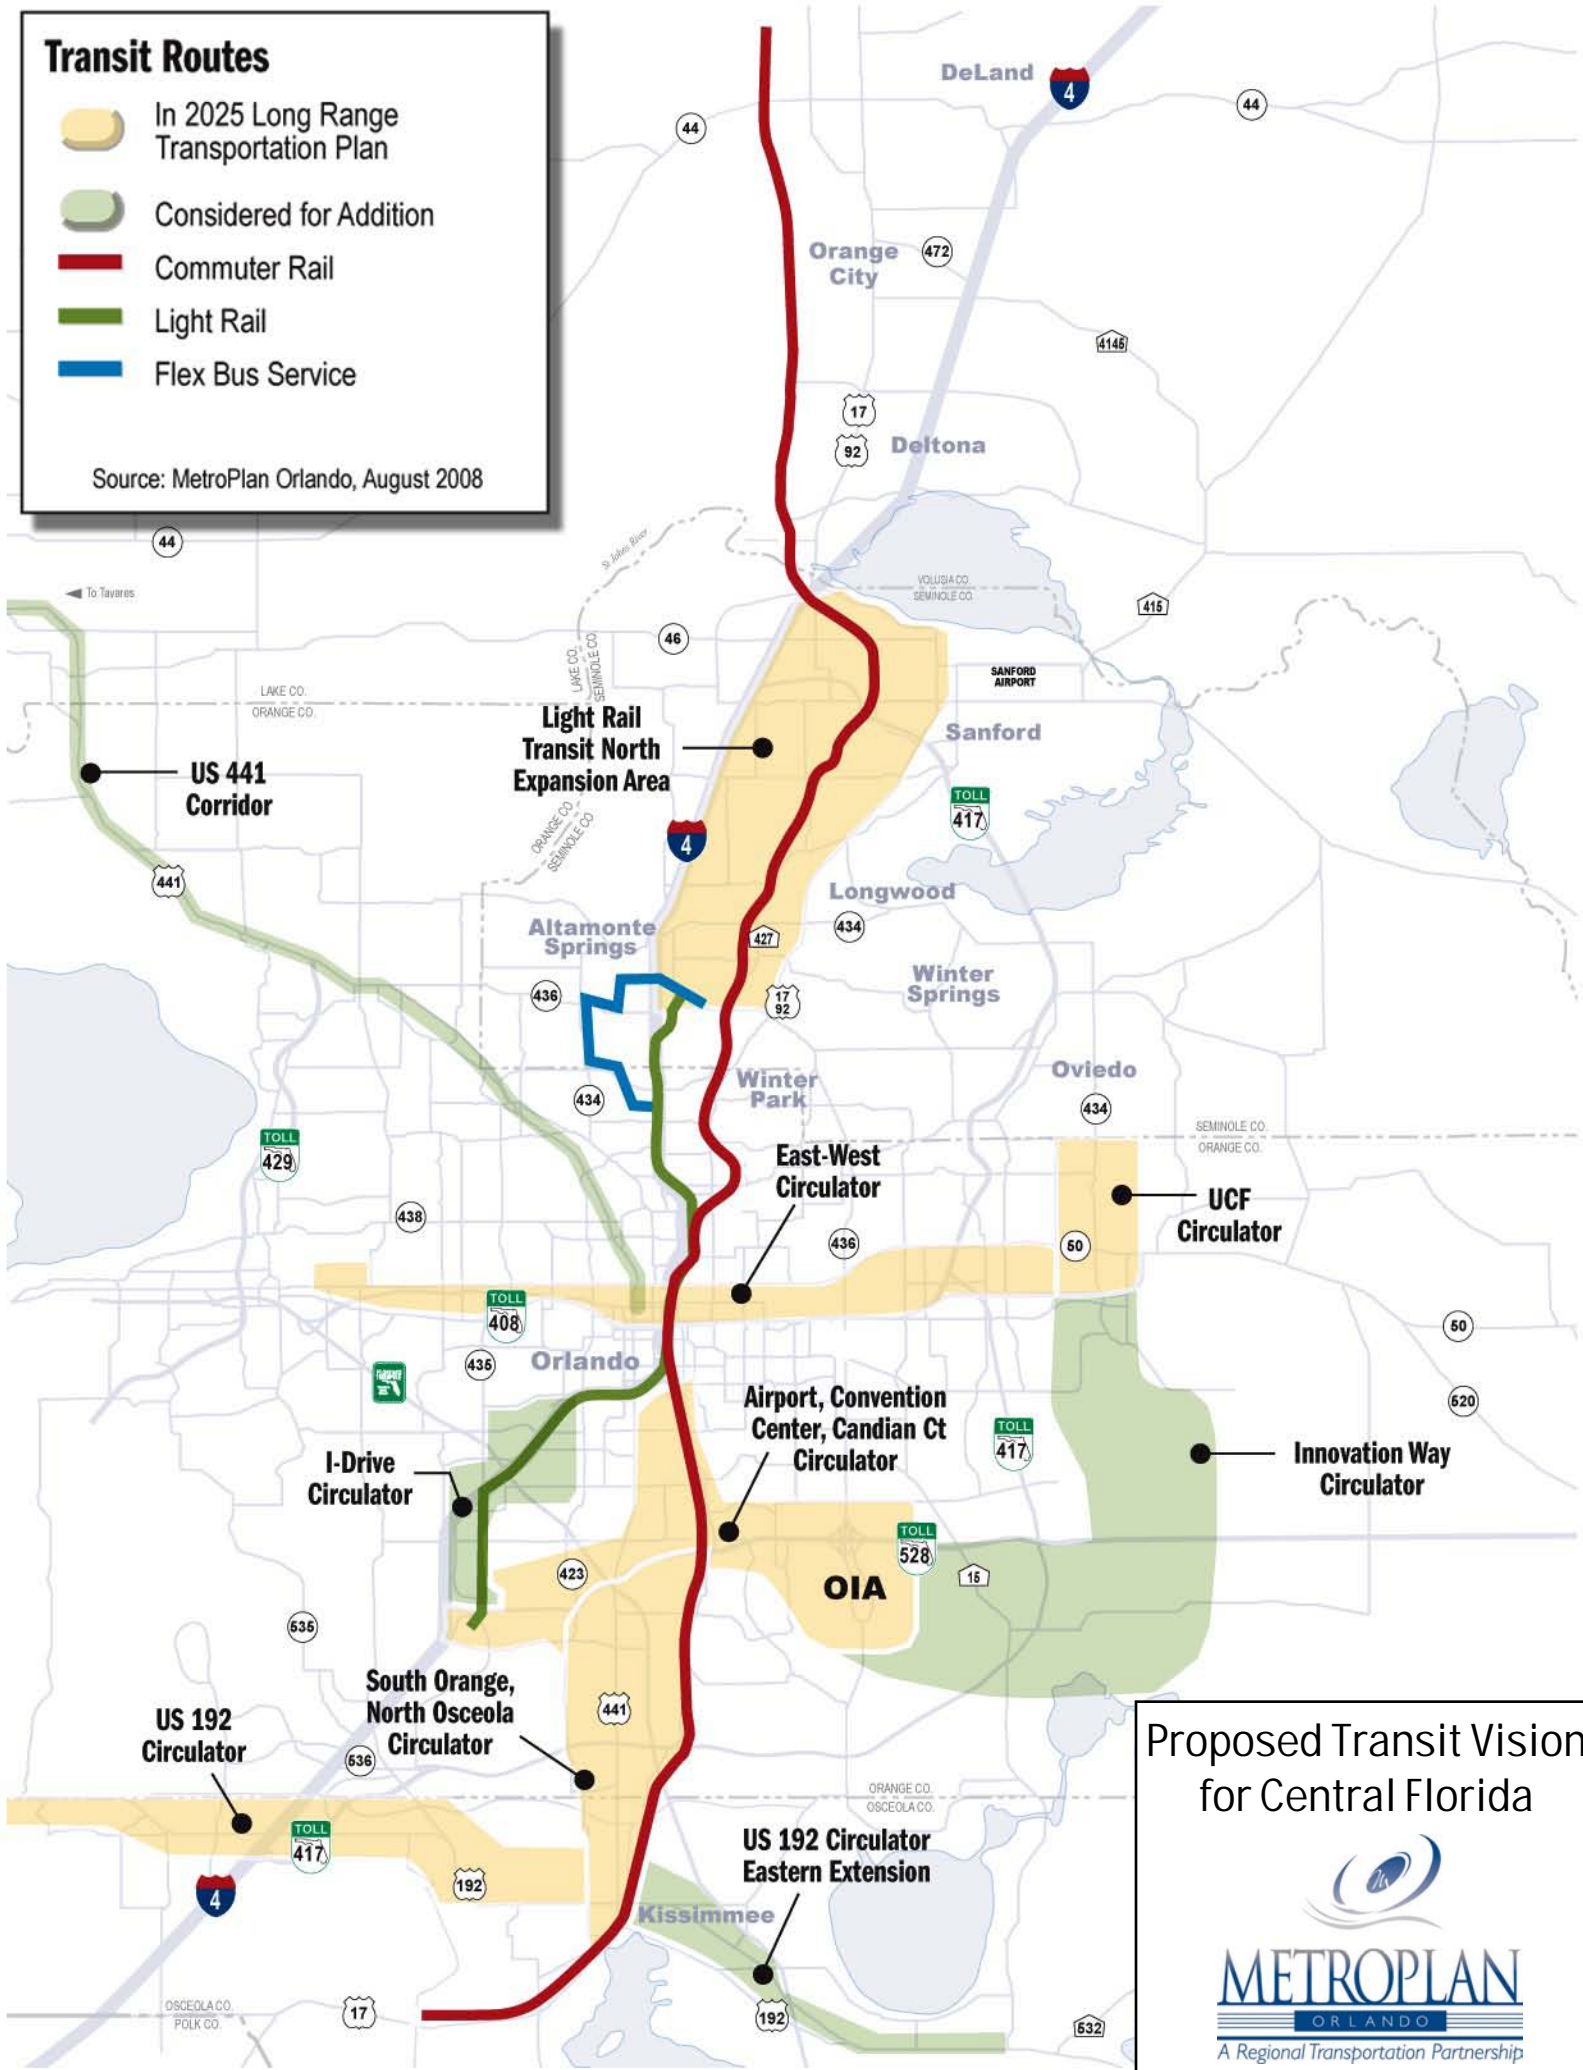 Transit Routes
In 2025 Long Range
Transportation Plan
Considered for Addition
Commuter Rail
Light Rail
Flex Bus Service
Source: MetroPlan Orlando, August 2008
DeLand
4
44
44
Orange
City
472
4145
17
92
Deltona
44
St Johns River
To Tavares
VOLUSIA CO.
SEMINOLE CO.
415
46
LAKE CO.
SEMINOLE CO.
SANFORD
AIRPORT
LAKE CO.
ORANGE CO.
Light Rail
Transit North
Expansion Area
Sanford
US 441
Corridor
TOLL
417
ORANGE CO.
SEMINOLE CO.
4
441
Longwood
434
Altamonte
Springs
427
Winter
Springs
436
17
92
Winter
Park
Oviedo
434
434
SEMINOLE CO.
ORANGE CO.
TOLL
429
East-West
Circulator
UCF
Circulator
438
436
50
TOLL
408
50
435
Orlando
520
Airport, Convention
Center, Candian Ct
Circulator
TOLL
417
I-Drive
Circulator
Innovation Way
Circulator
TOLL
528
423
OIA
15
535
South Orange,
North Osceola
Circulator
441
US 192
Circulator
536
ORANGE CO.
OSCEOLA CO.
TOLL
417
US 192 Circulator
Eastern Extension
4
192
Kissimmee
OSCEOLA CO.
POLK CO.
17
192
532
Proposed Transit Vision
for Central Florida
METROPLAN
ORLANDO
A Regional Transportation Partnership